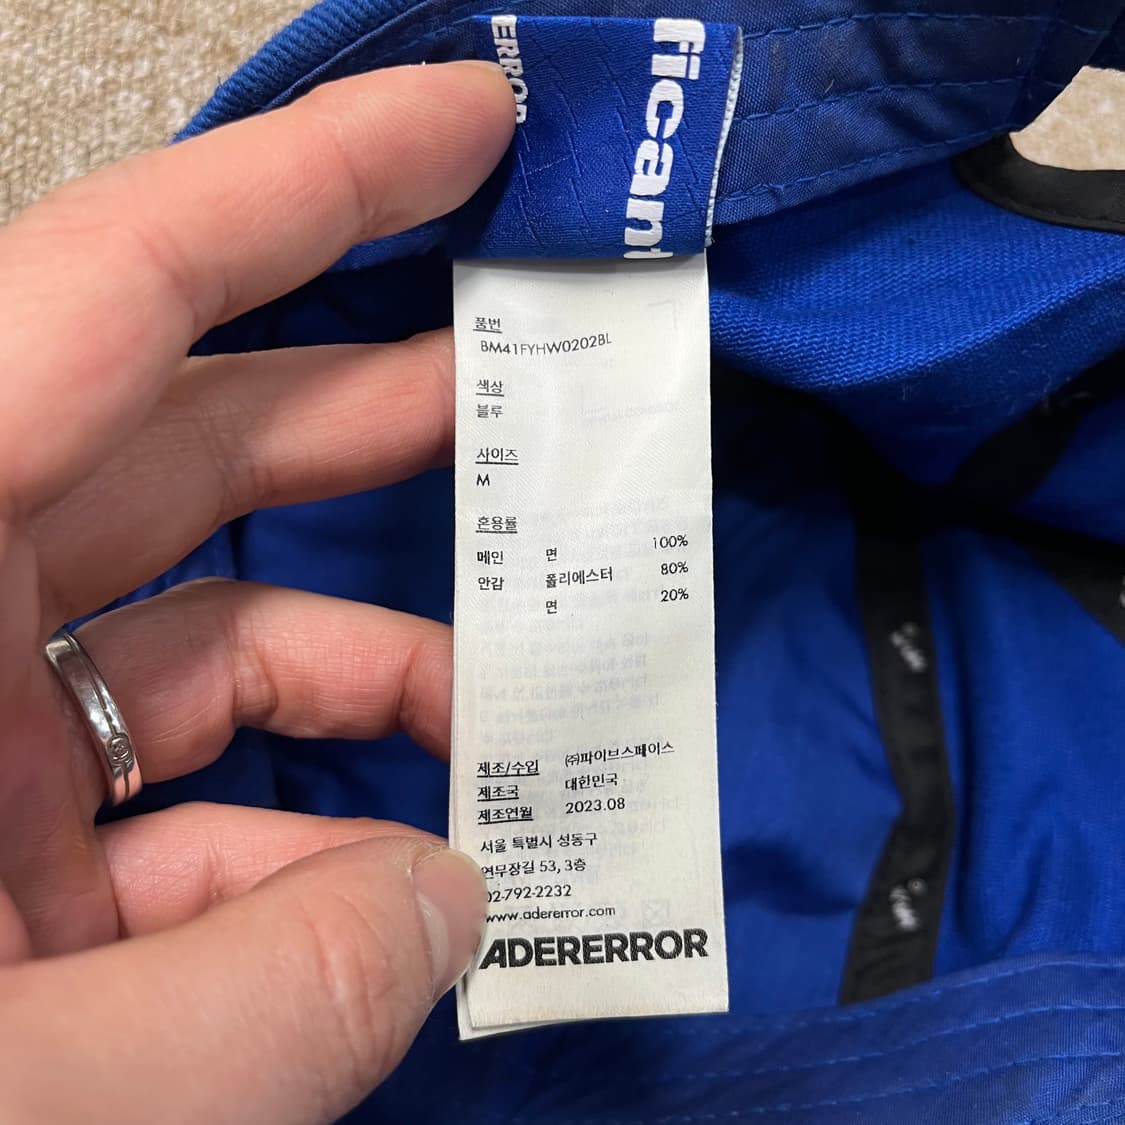 ERROR
fican
품번
BM41FYHW0202BL
색상
블루
사이즈
M
혼용률
메인 면 100%
안감 폴리에스터 80%
면 20%
제조/수입 ㈜파이브스페이스
제조국 대한민국
제조연월 2023.08
서울 특별시 성동구
연무장길 53, 3층
02-792-2232
www.adererror.com
ADERERROR